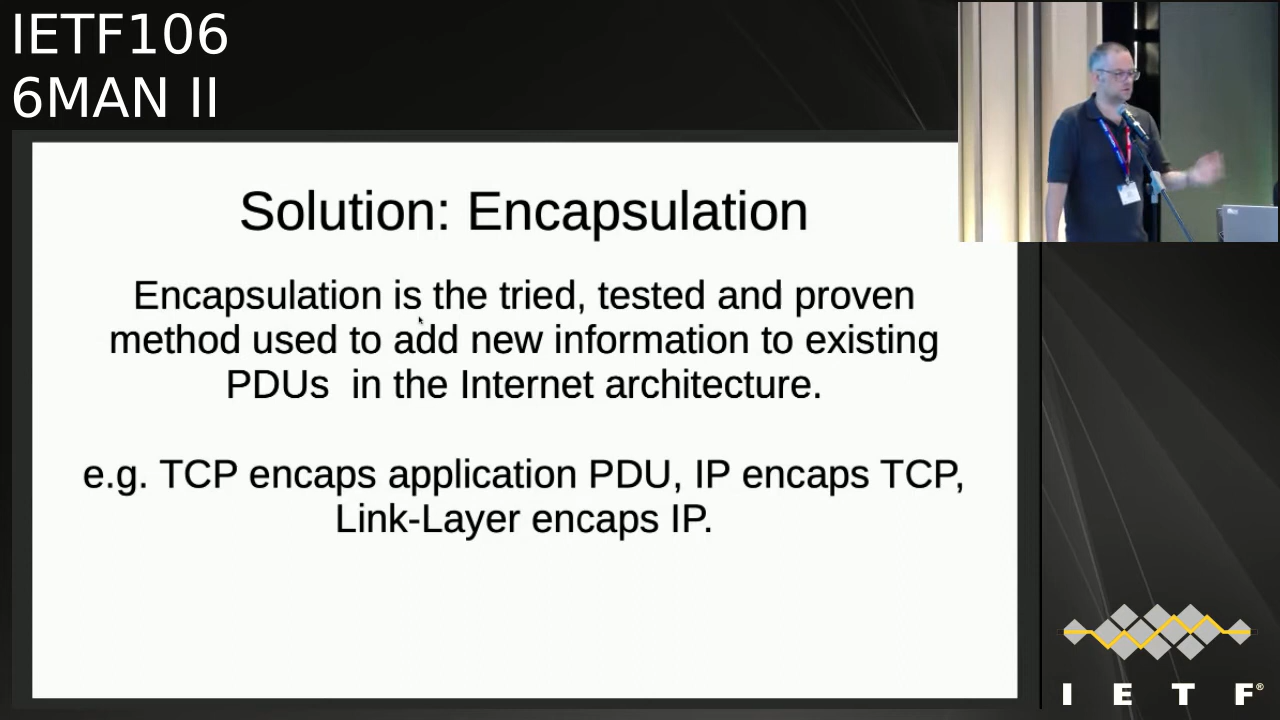 IETF106
6MAN II
Solution: Encapsulation
Encapsulation is the tried, tested and proven
method used to add new information to existing
PDUs  in the Internet architecture.
e.g. TCP encaps application PDU, IP encaps TCP,
Link-Layer encaps IP.
I E T F®